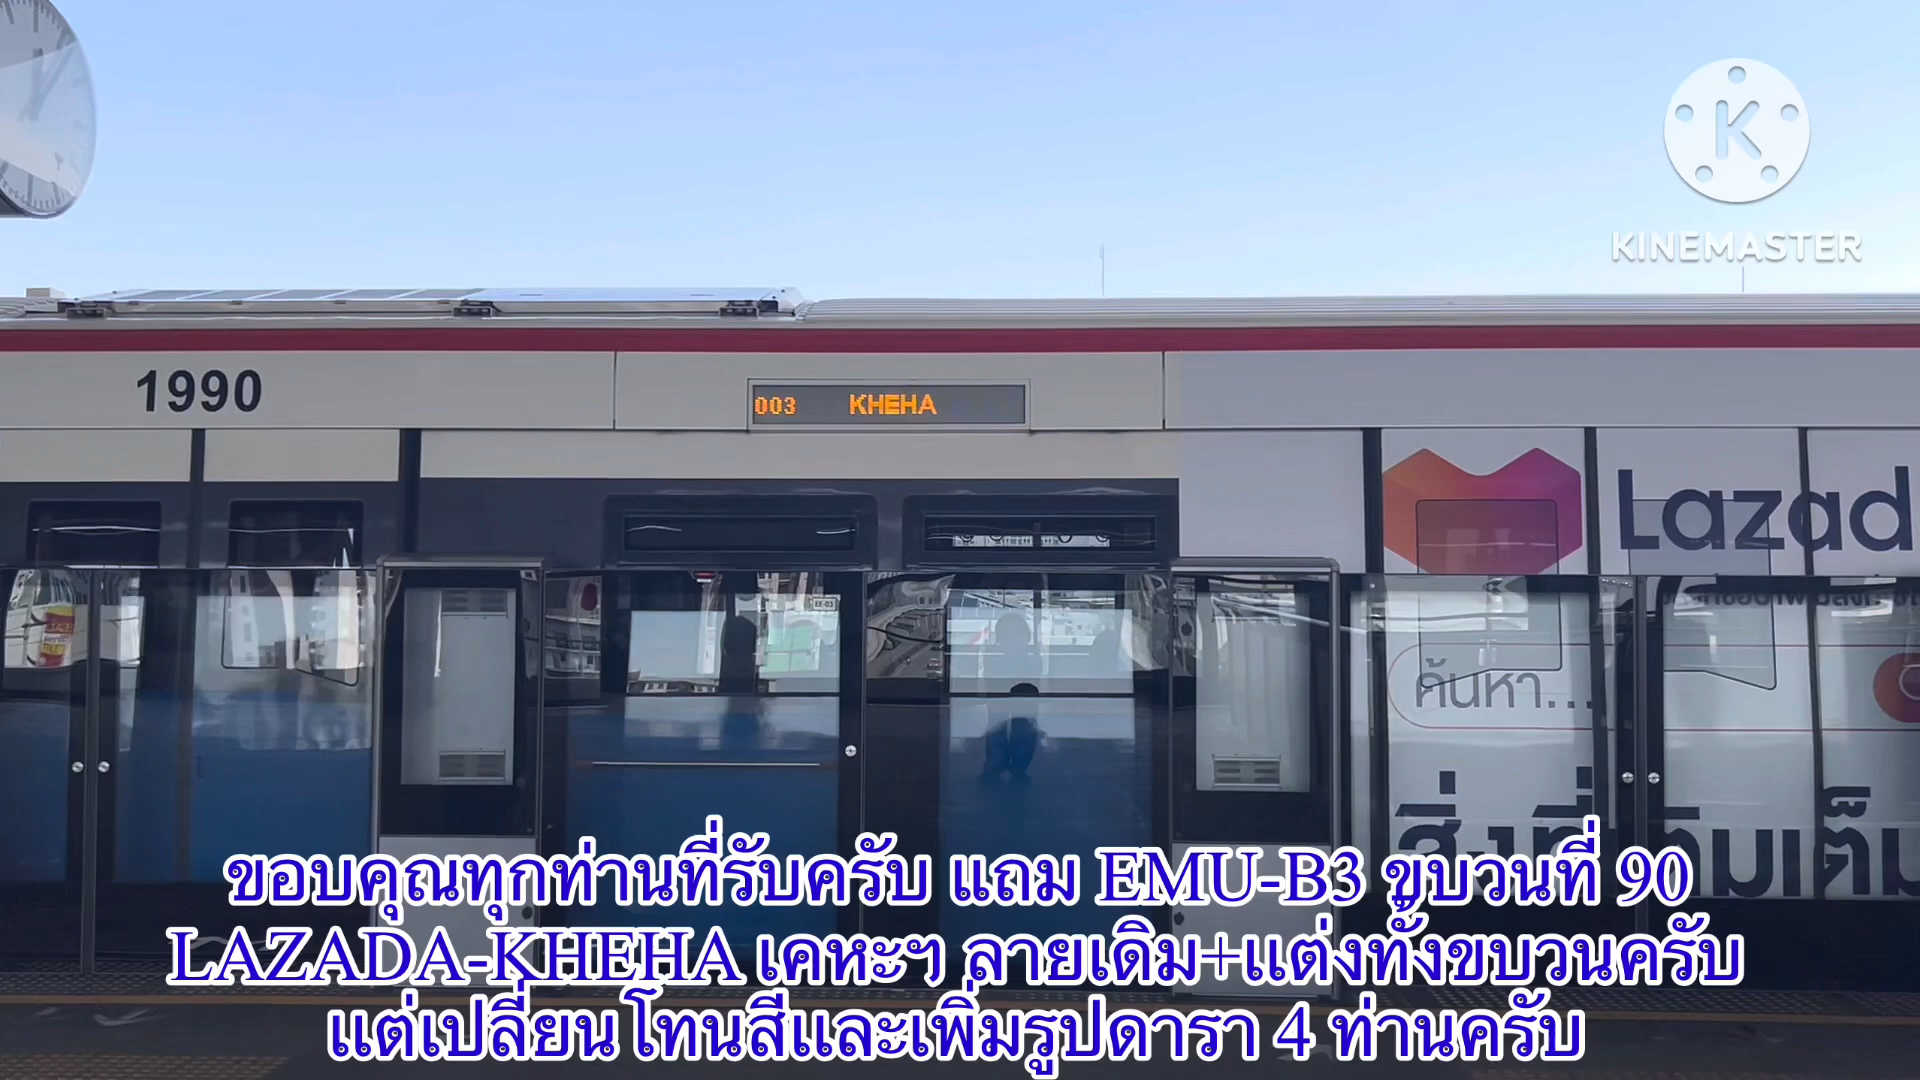 K
KINEMASTER
1990
003 KHEHA
Lazad
EE-03
ค้นหา...
ขอบคุณทุกท่านที่รับครับ แถม EMU-B3 ขบวนที่ 90
LAZADA-KHEHA เคหะฯ ลายเดิม+แต่งทั้งขบวนครับ
แต่เปลี่ยนโทนสีและเพิ่มรูปดารา 4 ท่านครับ